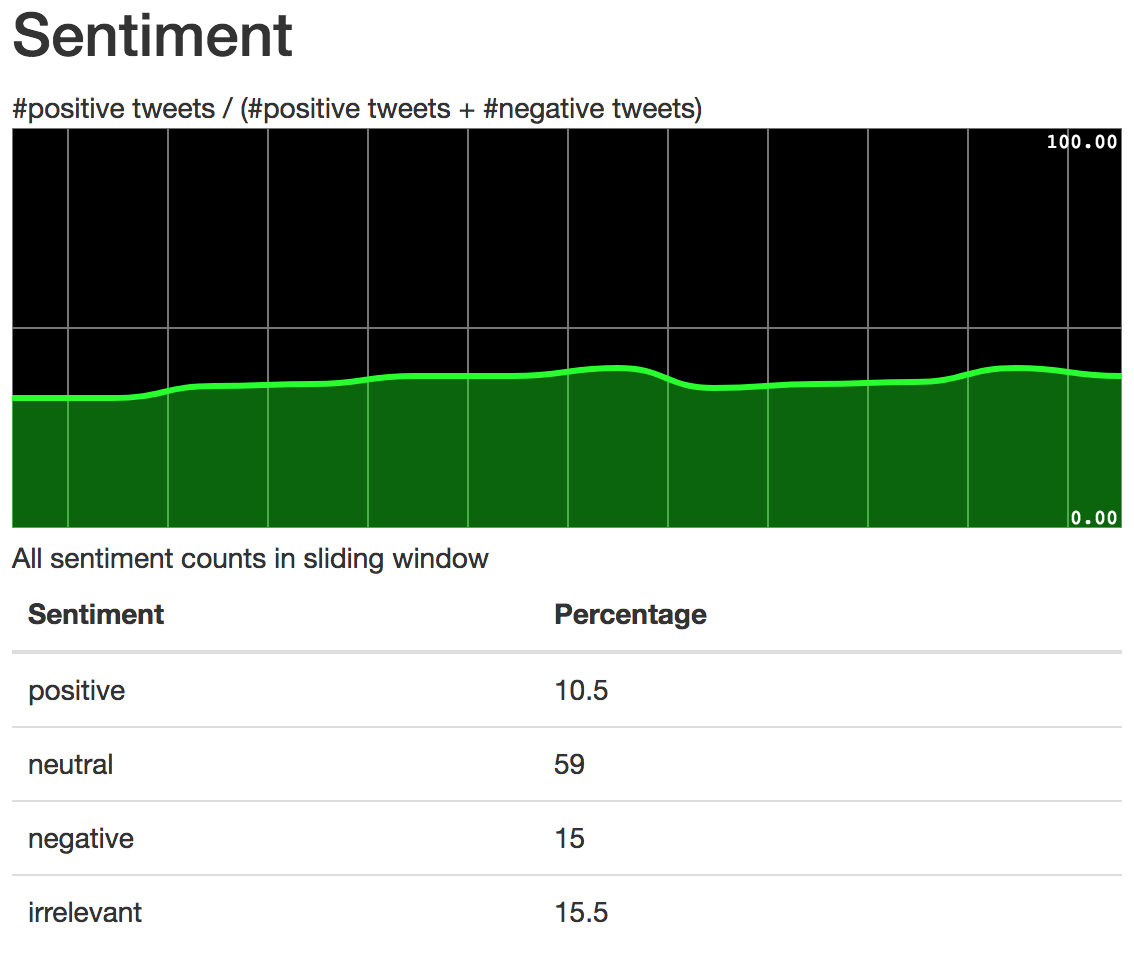 Sentiment
#positive tweets / (#positive tweets + #negative tweets)
100.00
0.00
All sentiment counts in sliding window
Sentiment Percentage
positive 10.5
neutral 59
negative 15
irrelevant 15.5